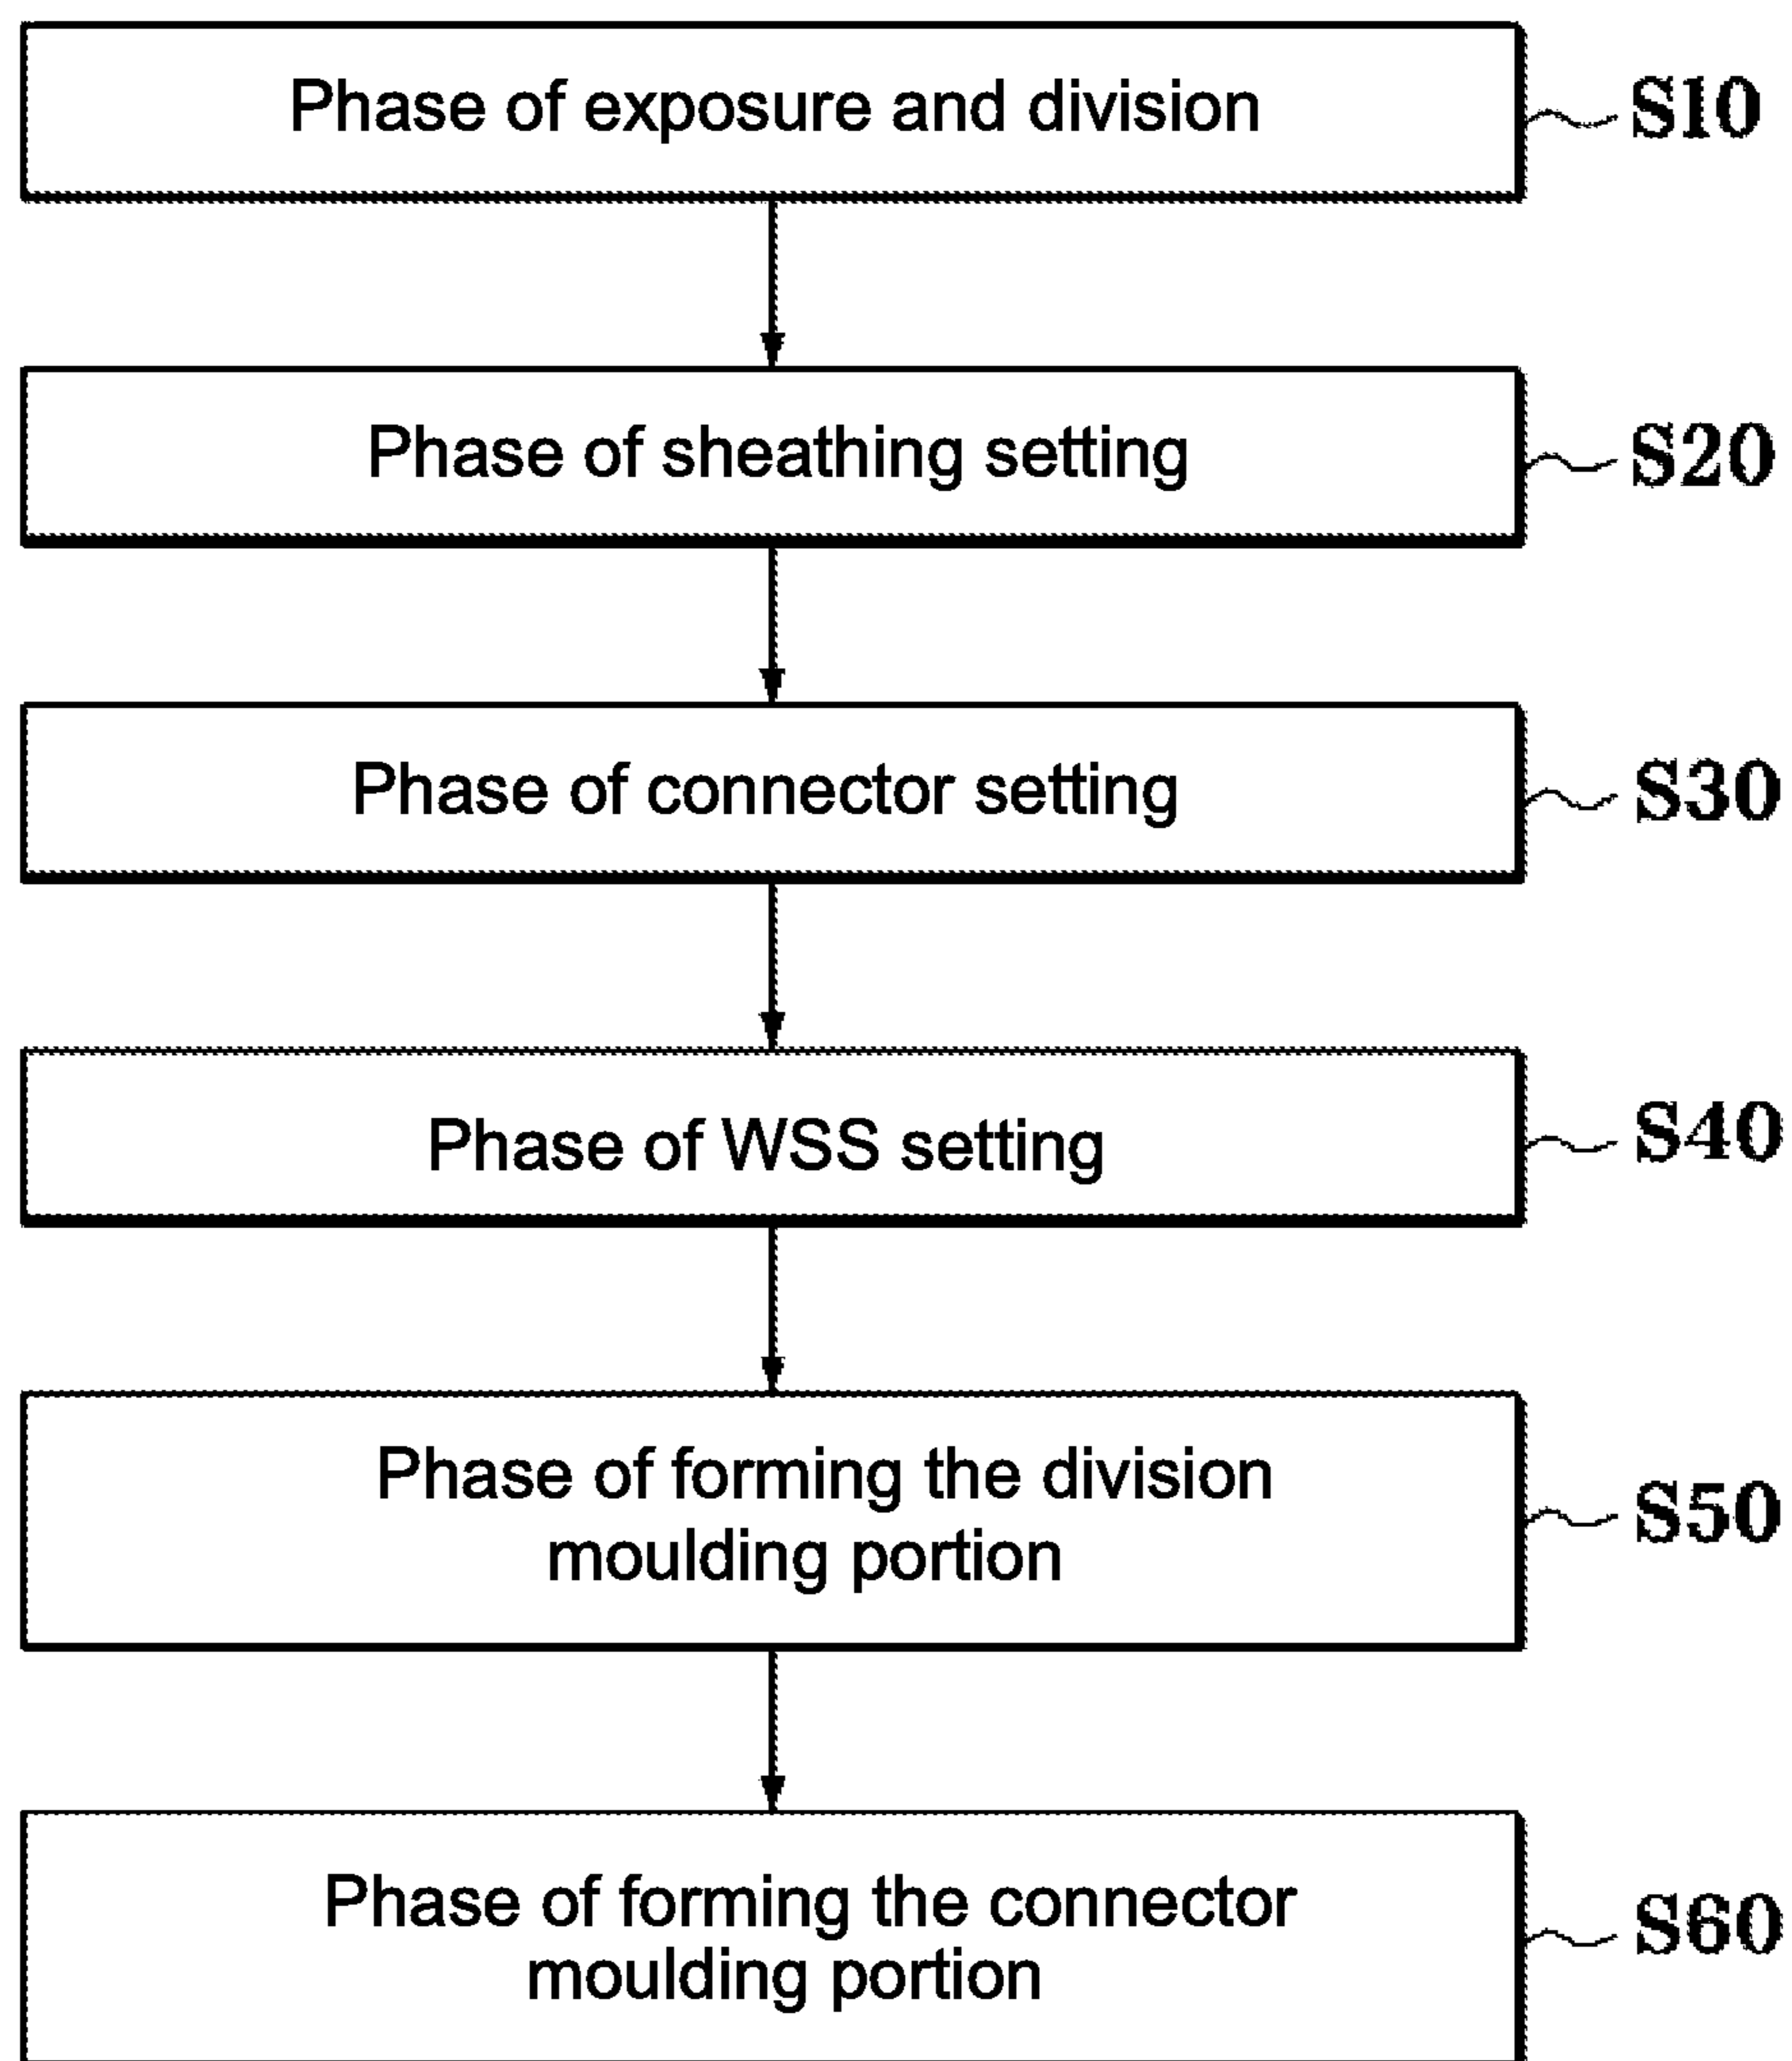 Phase of exposure and division
S10
Phase of sheathing setting
S20
Phase of connector setting
S30
Phase of WSS setting
S40
Phase of forming the division
moulding portion
S50
Phase of forming the connector
moulding portion
S60